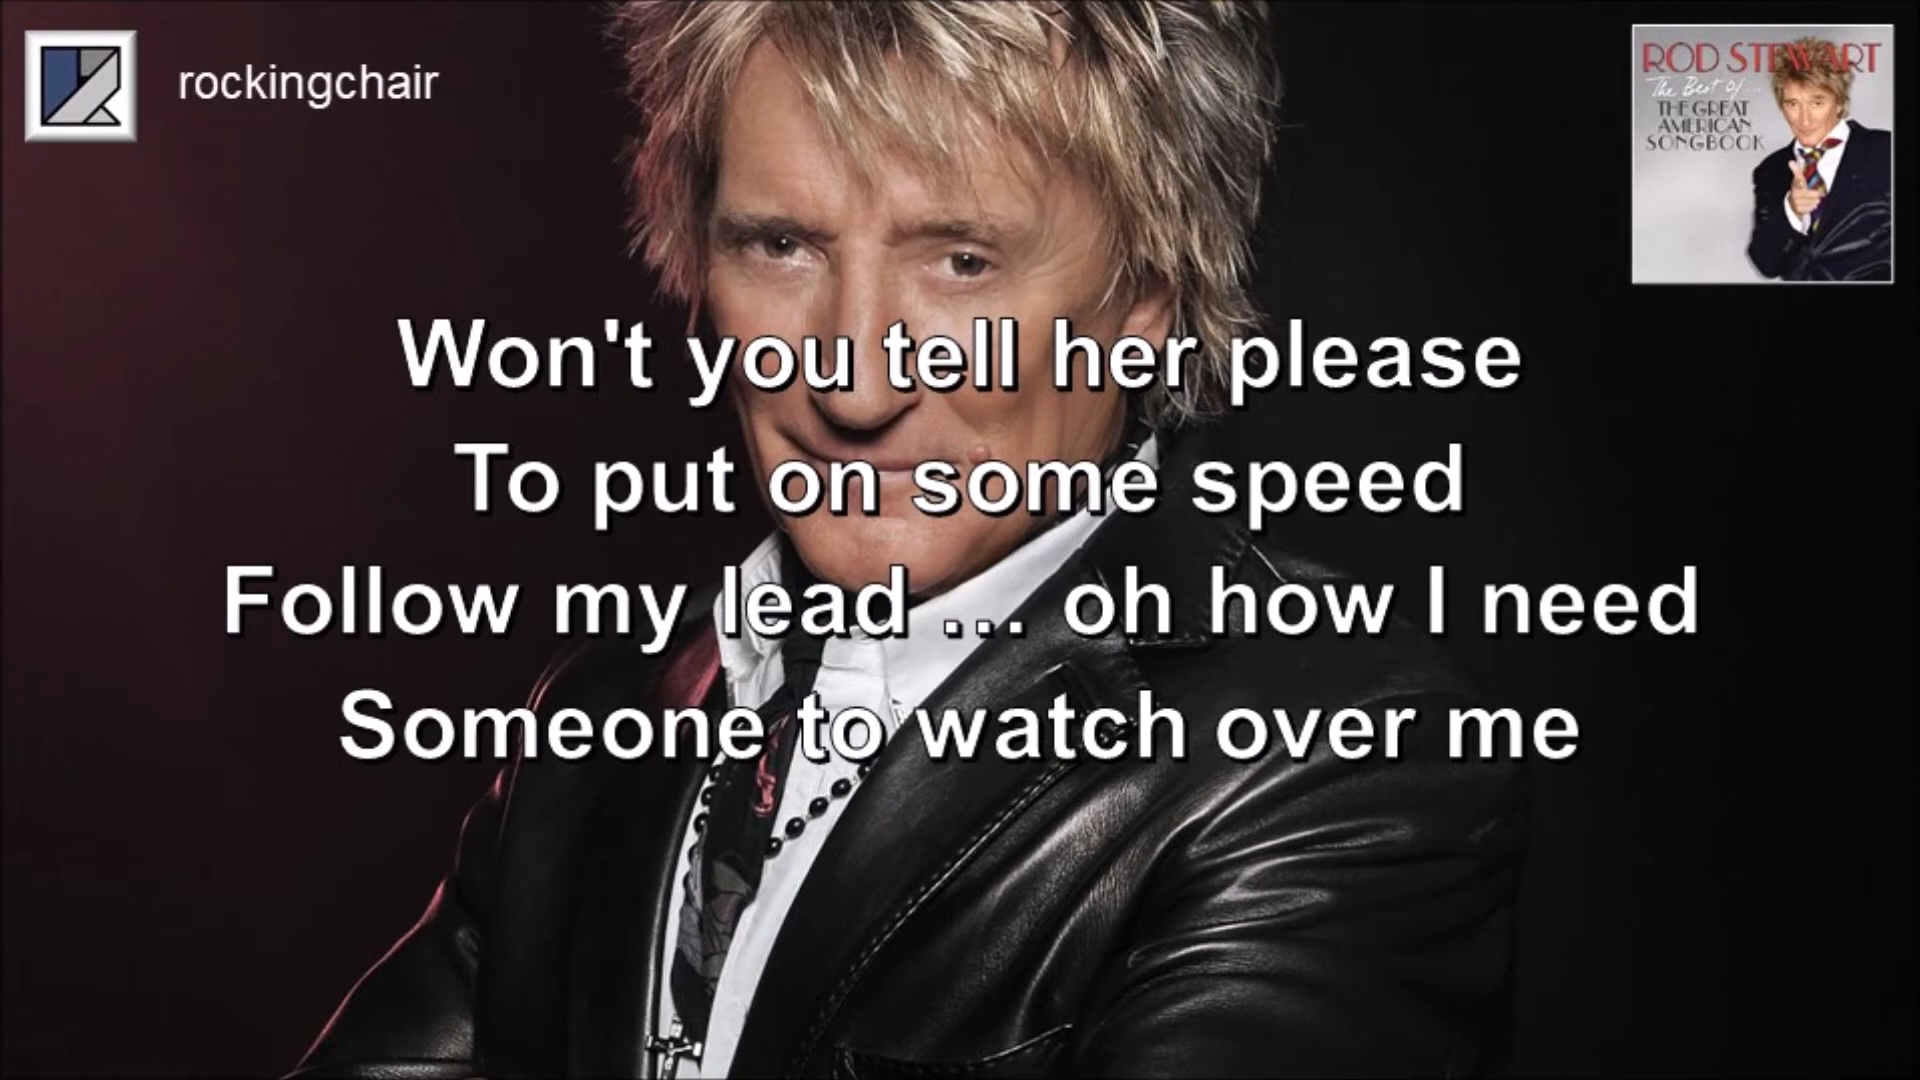 rockingchair
ROD STEWART
The Best of...
THE GREAT
AMERICAN
SONGBOOK
Won't you tell her please
To put on some speed
Follow my lead ... oh how I need
Someone to watch over me